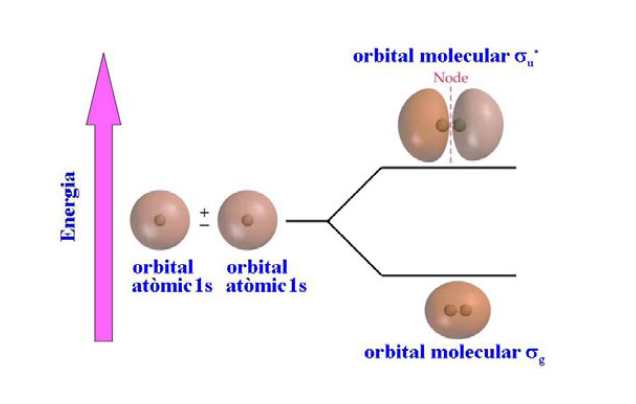 orbital molecular σᵤ*
Node
Energia
±
orbital atòmic1s
orbital atòmic1s
orbital molecular σg